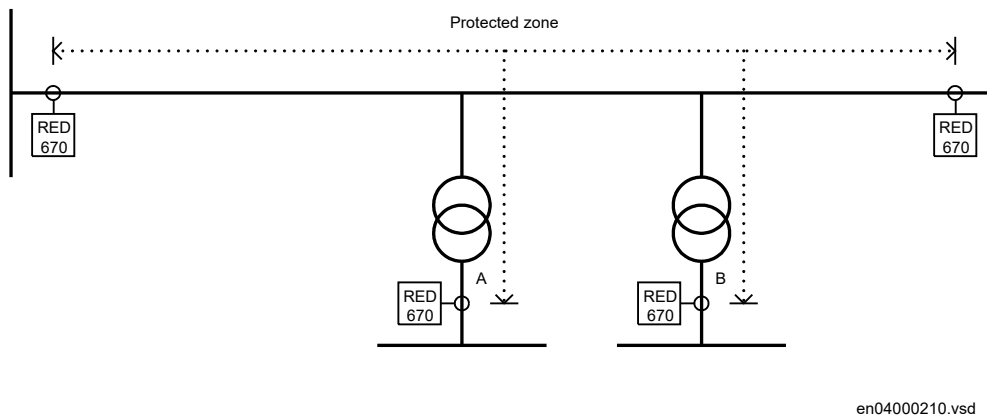 Protected zone
RED
670
RED
670
A
B
RED
670
RED
670
en04000210.vsd